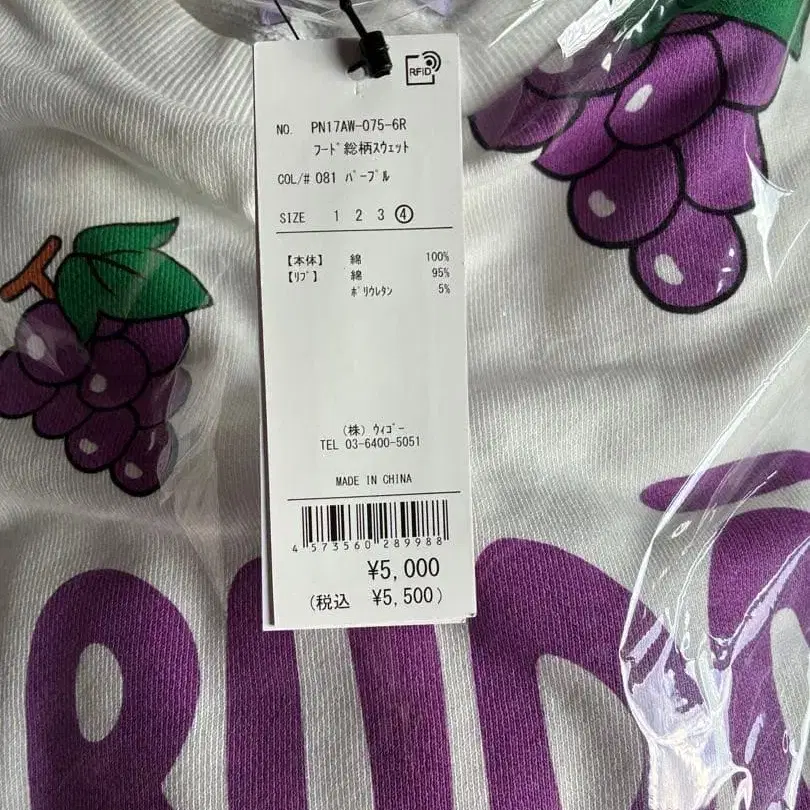 RFID
NO. PN17AW-075-6R
ﾌｰﾄﾞ総柄ｽｳｪｯﾄ
COL/# 081 ﾊﾟｰﾌﾟﾙ
SIZE 1 2 3 ④
【本体】 綿 100%
【ﾘﾌﾞ】 綿 95%
ﾎﾟﾘｳﾚﾀﾝ 5%
(株) ｳｨｺﾞｰ
TEL 03-6400-5051
MADE IN CHINA
4 573560 289988
¥5,000
(税込 ¥5,500)